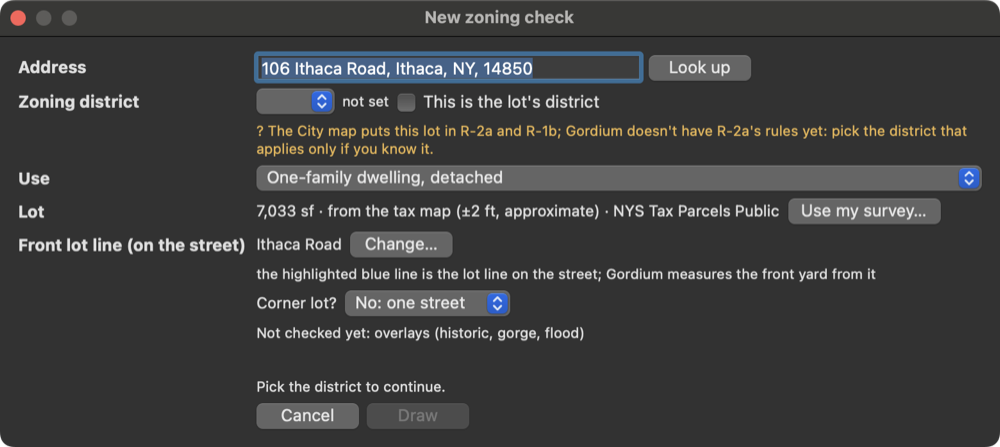 New zoning check
Address 106 Ithaca Road, Ithaca, NY, 14850 Look up
Zoning district not set This is the lot's district
? The City map puts this lot in R-2a and R-1b; Gordium doesn't have R-2a's rules yet: pick the district that
applies only if you know it.
Use One-family dwelling, detached
Lot 7,033 sf · from the tax map (±2 ft, approximate) · NYS Tax Parcels Public Use my survey...
Front lot line (on the street) Ithaca Road Change...
the highlighted blue line is the lot line on the street; Gordium measures the front yard from it
Corner lot? No: one street
Not checked yet: overlays (historic, gorge, flood)
Pick the district to continue.
Cancel Draw